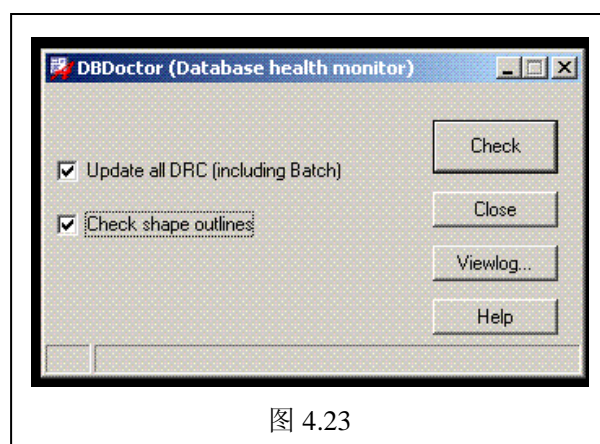 DBDoctor (Database health monitor)
Update all DRC (including Batch)
Check shape outlines
Check
Close
Viewlog...
Help
图 4.23